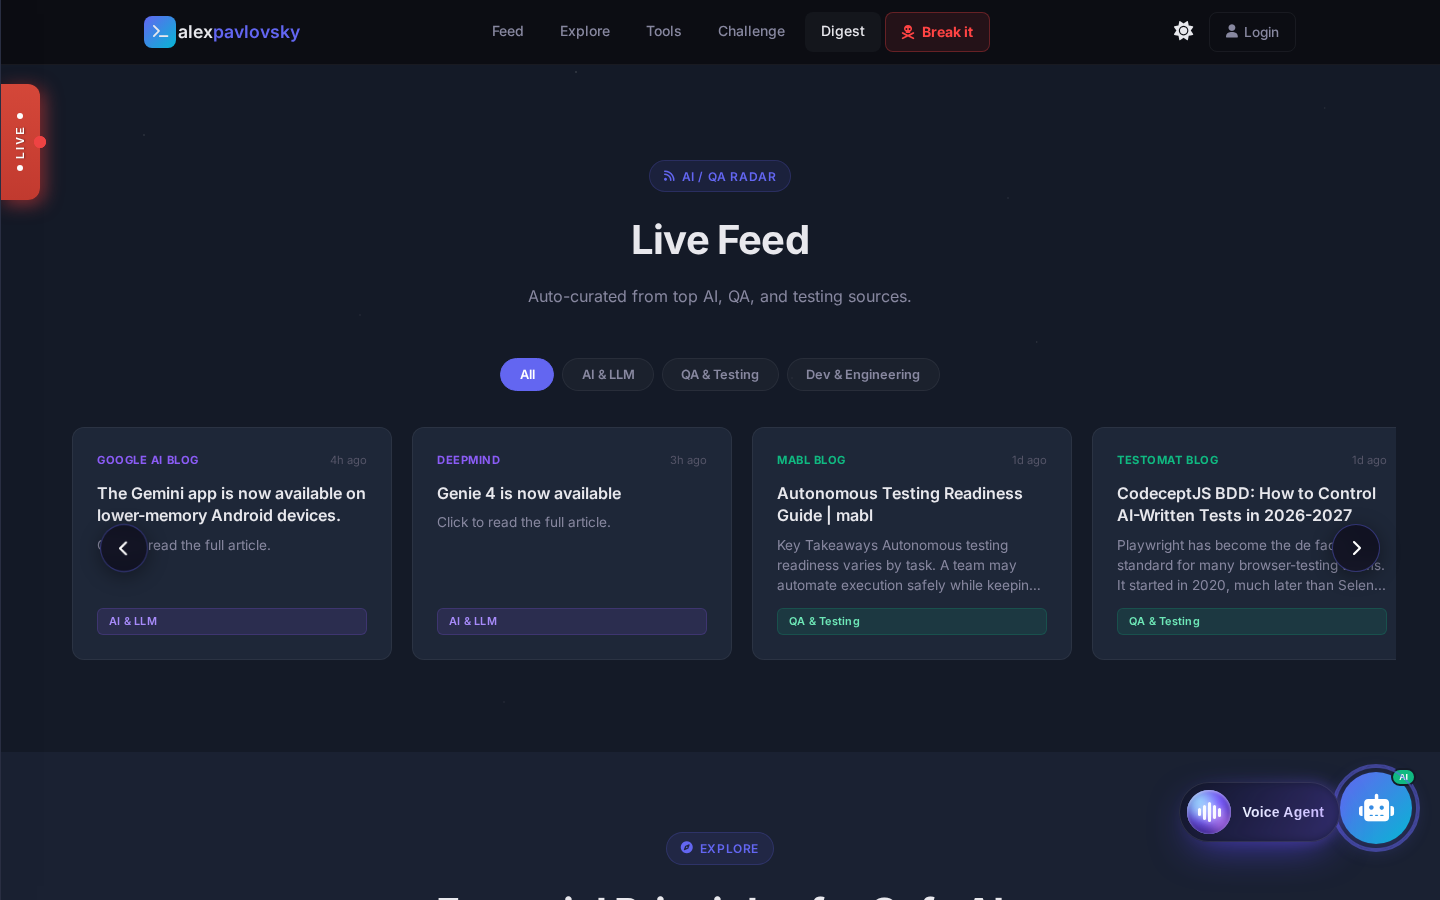 alexpavlovsky
Feed
Explore
Tools
Challenge
Digest
Break it
Login
LIVE
AI / QA RADAR
Live Feed
Auto-curated from top AI, QA, and testing sources.
All
AI & LLM
QA & Testing
Dev & Engineering
GOOGLE AI BLOG
4h ago
The Gemini app is now available on
lower-memory Android devices.
read the full article.
AI & LLM
DEEPMIND
3h ago
Genie 4 is now available
Click to read the full article.
AI & LLM
MABL BLOG
1d ago
Autonomous Testing Readiness
Guide | mabl
Key Takeaways Autonomous testing
readiness varies by task. A team may
automate execution safely while keepin...
QA & Testing
TESTOMAT BLOG
1d ago
CodeceptJS BDD: How to Control
AI-Written Tests in 2026-2027
Playwright has become the de
standard for many browser-testing
It started in 2020, much later than Selen...
QA & Testing
AI
Voice Agent
EXPLORE